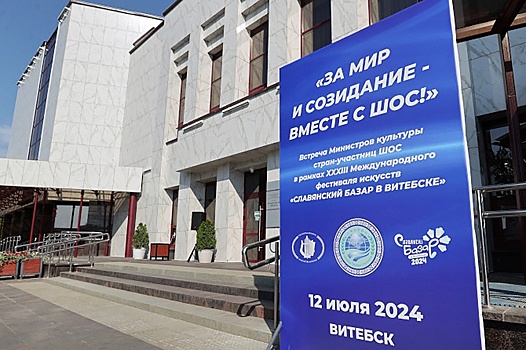 «ЗА МИР
И СОЗИДАНИЕ -
ВМЕСТЕ С ШОС!»
Встреча Министров культуры
стран-участниц ШОС
в рамках XXXIII Международного
фестиваля искусств
«СЛАВЯНСКИЙ БАЗАР В ВИТЕБСКЕ»
2024
12 июля 2024
ВИТЕБСК